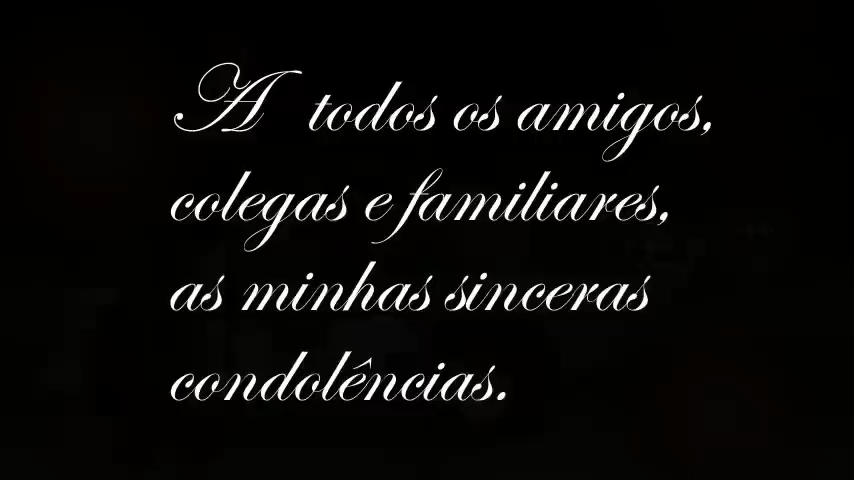 A todos os amigos,
colegas e familiares,
as minhas sinceras
condolências.